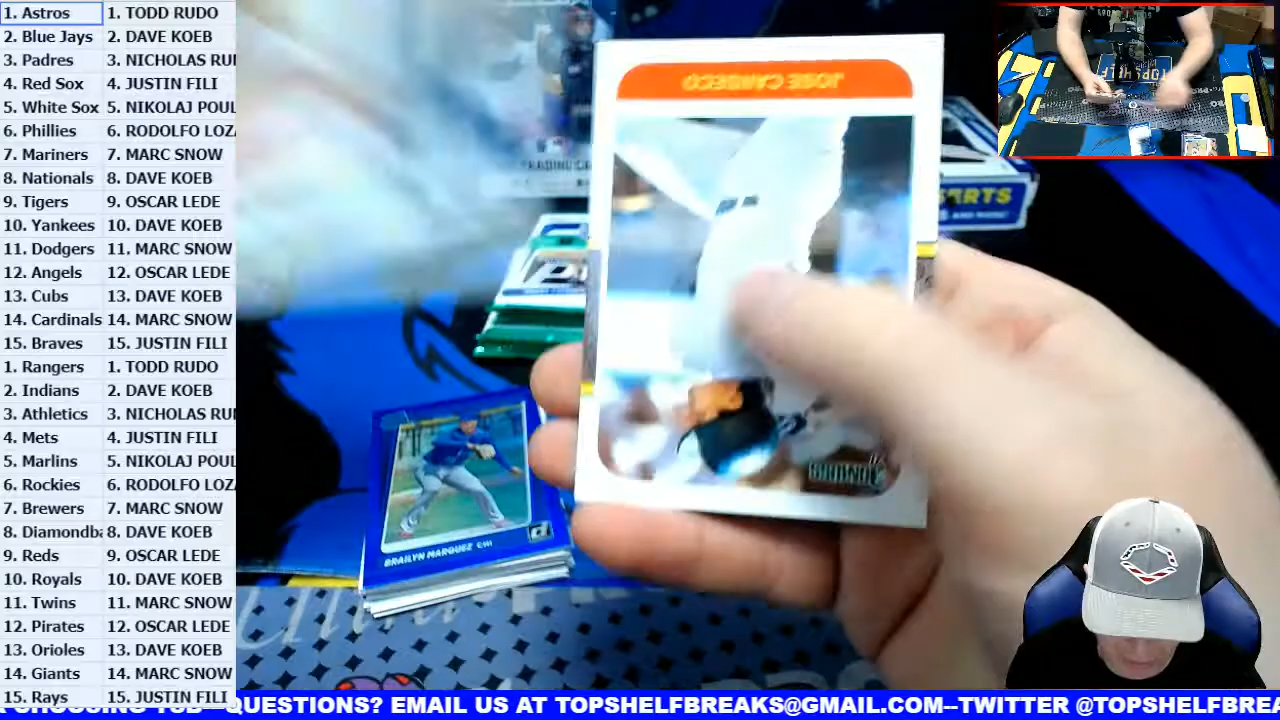 1. Astros 1. TODD RUDO
2. Blue Jays 2. DAVE KOEB
3. Padres 3. NICHOLAS RU
4. Red Sox 4. JUSTIN FILI
5. White Sox 5. NIKOLAJ POUL
6. Phillies 6. RODOLFO LOZ
7. Mariners 7. MARC SNOW
8. Nationals 8. DAVE KOEB
9. Tigers 9. OSCAR LEDE
10. Yankees 10. DAVE KOEB
11. Dodgers 11. MARC SNOW
12. Angels 12. OSCAR LEDE
13. Cubs 13. DAVE KOEB
14. Cardinals 14. MARC SNOW
15. Braves 15. JUSTIN FILI
1. Rangers 1. TODD RUDO
2. Indians 2. DAVE KOEB
3. Athletics 3. NICHOLAS RU
4. Mets 4. JUSTIN FILI
5. Marlins 5. NIKOLAJ POUL
6. Rockies 6. RODOLFO LOZ
7. Brewers 7. MARC SNOW
8. Diamondba 8. DAVE KOEB
9. Reds 9. OSCAR LEDE
10. Royals 10. DAVE KOEB
11. Twins 11. MARC SNOW
12. Pirates 12. OSCAR LEDE
13. Orioles 13. DAVE KOEB
14. Giants 14. MARC SNOW
15. Rays 15. JUSTIN FILI
JOSE CANSECO
BRAILYN MARQUEZ CHI
QUESTIONS? EMAIL US AT TOPSHELFBREAKS@GMAIL.COM--TWITTER @TOPSHELFBREA